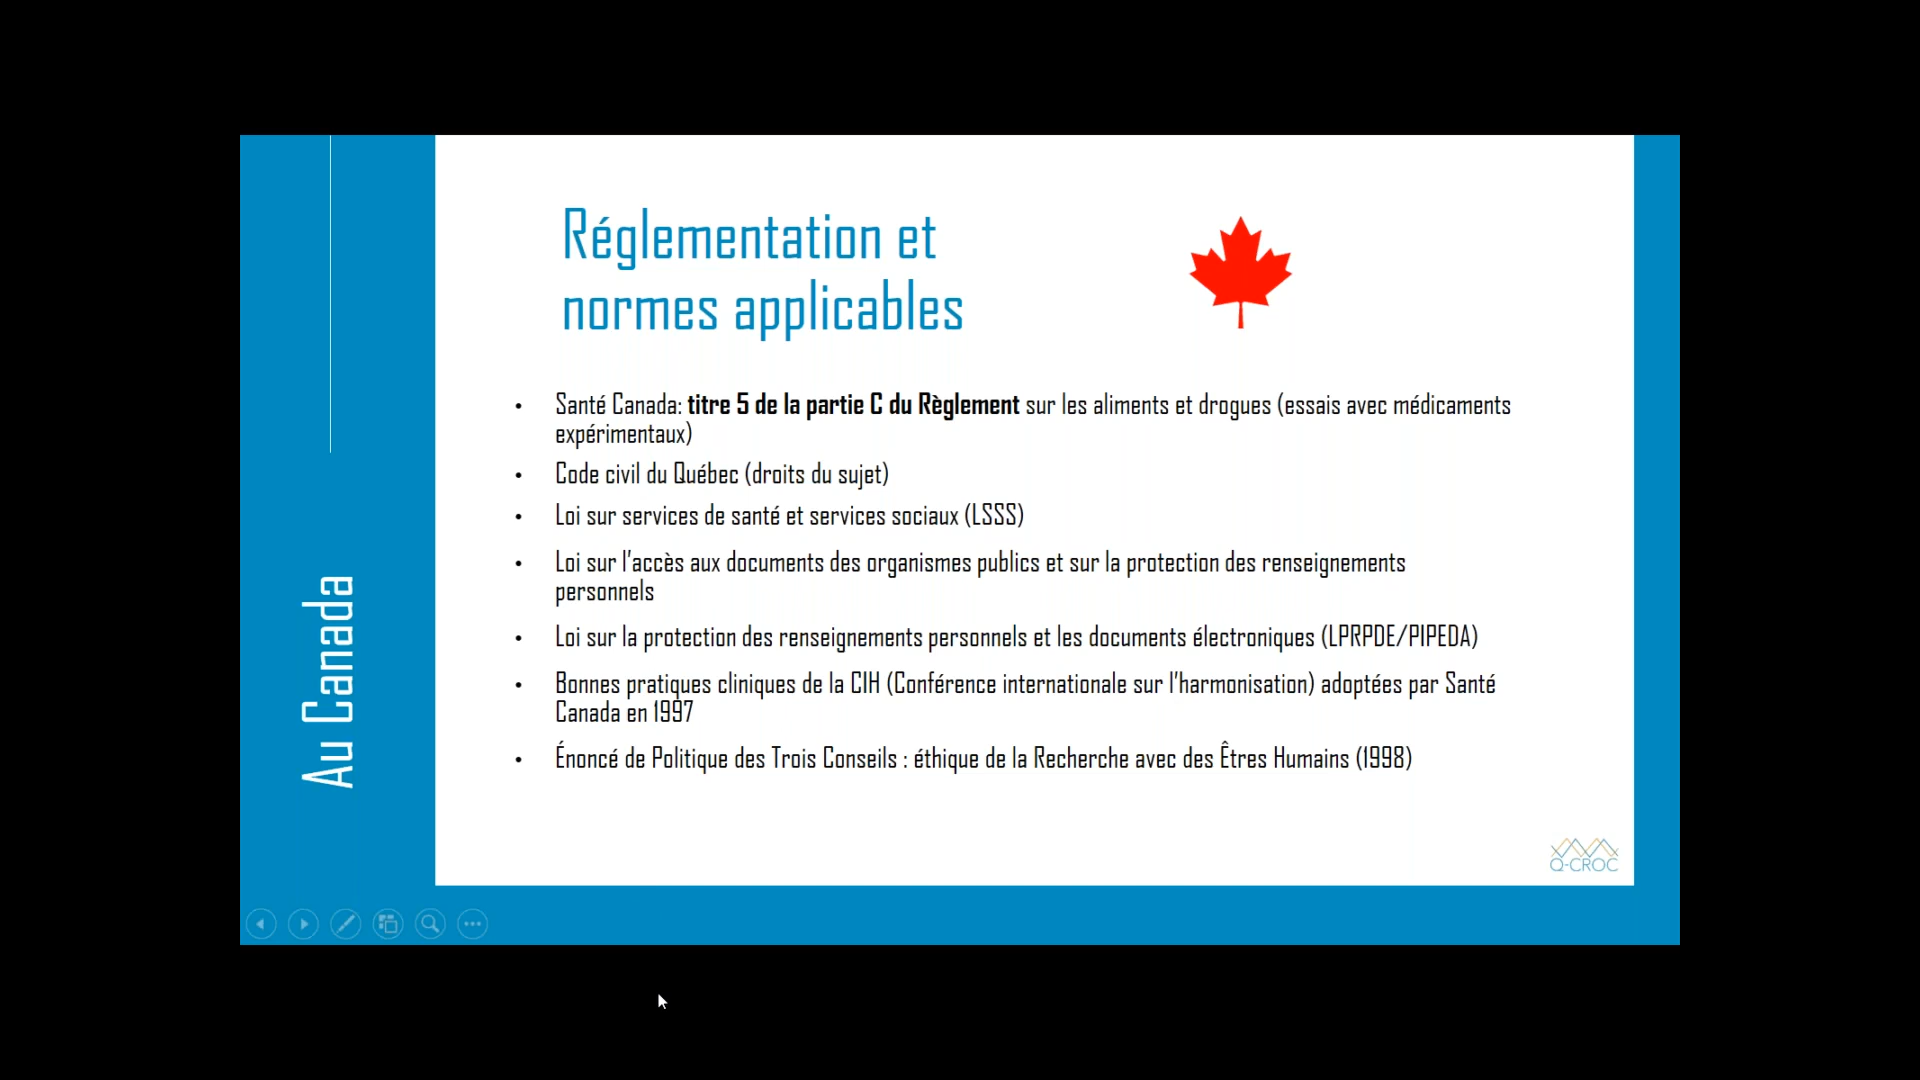 Réglementation et
normes applicables
• Santé Canada: titre 5 de la partie C du Règlement sur les aliments et drogues (essais avec médicaments
expérimentaux)
• Code civil du Québec (droits du sujet)
• Loi sur services de santé et services sociaux (LSSS)
• Loi sur l'accès aux documents des organismes publics et sur la protection des renseignements
personnels
• Loi sur la protection des renseignements personnels et les documents électroniques (LPRPDE/PIPEDA)
• Bonnes pratiques cliniques de la CIH (Conférence internationale sur l'harmonisation) adoptées par Santé
Canada en 1997
• Énoncé de Politique des Trois Conseils : éthique de la Recherche avec des Êtres Humains (1998)
Au Canada
Q-CROC